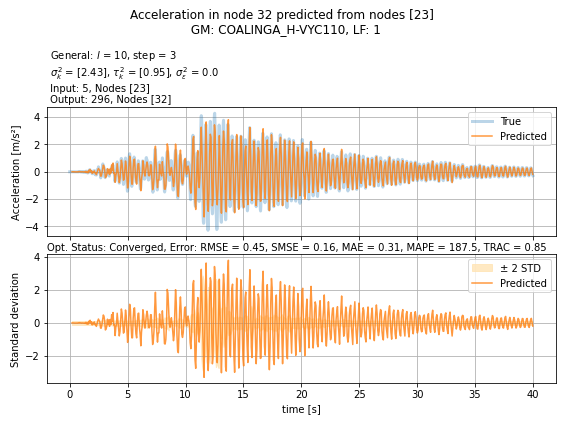 Acceleration in node 32 predicted from nodes [23]
GM: COALINGA_H-VYC110, LF: 1
General: l = 10, step = 3
σ²ₖ = [2.43], τ²ₖ = [0.95], σ²ε = 0.0
Input: 5, Nodes [23]
Output: 296, Nodes [32]
Acceleration [m/s²]
4
2
0
−2
−4
True
Predicted
Opt. Status: Converged, Error: RMSE = 0.45, SMSE = 0.16, MAE = 0.31, MAPE = 187.5, TRAC = 0.85
Standard deviation
4
2
0
−2
± 2 STD
Predicted
0 5 10 15 20 25 30 35 40
time [s]